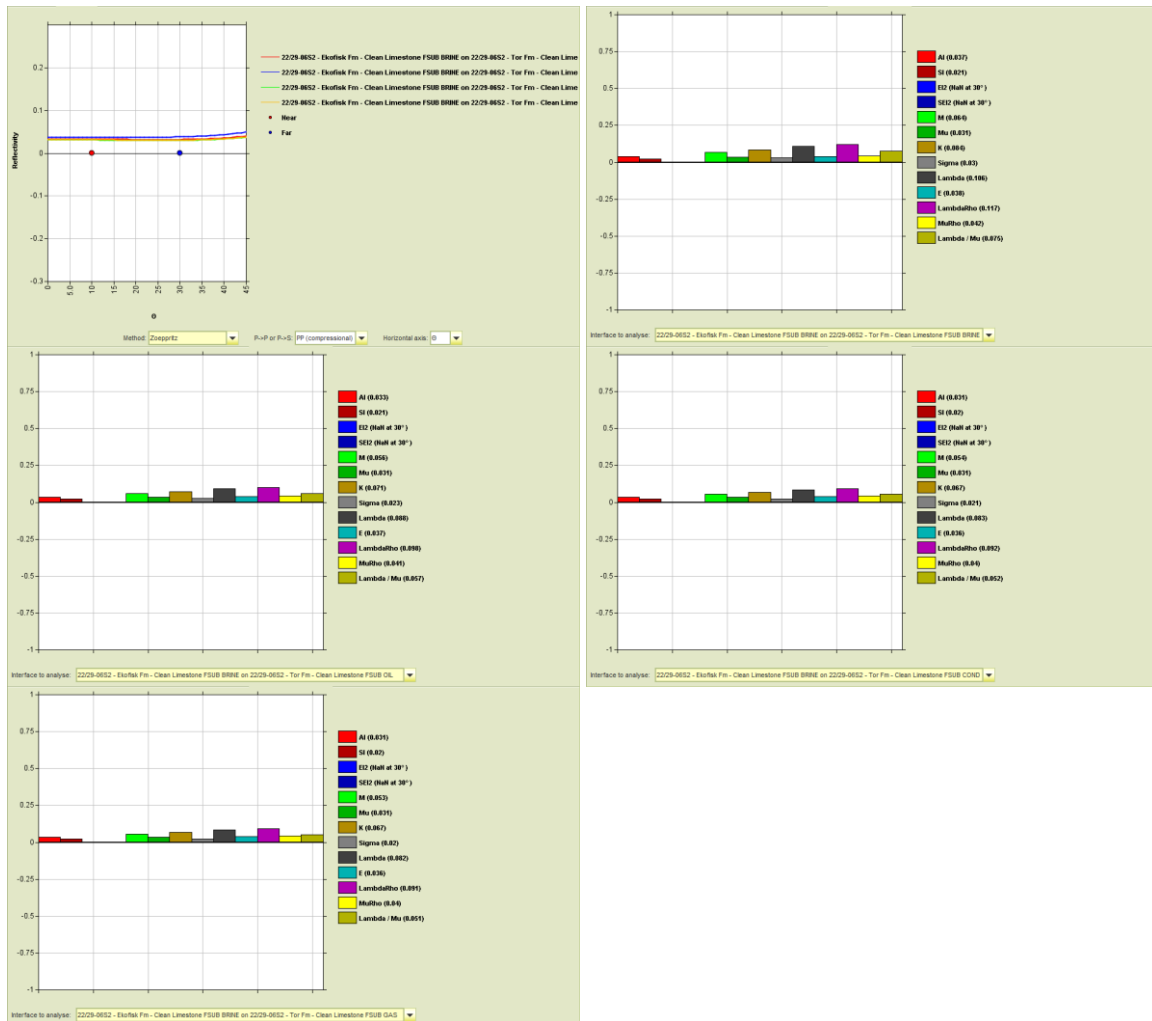 0.2
0.1
0
-0.1
-0.2
-0.3
Reflectivity
0 5.0 10 15 20 25 30 35 40 45
Θ
22/29-06S2 - Ekofisk Fm - Clean Limestone FSUB BRINE on 22/29-06S2 - Tor Fm - Clean Lime
22/29-06S2 - Ekofisk Fm - Clean Limestone FSUB BRINE on 22/29-06S2 - Tor Fm - Clean Lime
22/29-06S2 - Ekofisk Fm - Clean Limestone FSUB BRINE on 22/29-06S2 - Tor Fm - Clean Lime
22/29-06S2 - Ekofisk Fm - Clean Limestone FSUB BRINE on 22/29-06S2 - Tor Fm - Clean Lime
Near
Far
Method: Zoeppritz P->P or P->S: PP (compressional) Horizontal axis: Θ
1
0.75
0.5
0.25
0
-0.25
-0.5
-0.75
-1
AI (0.037)
SI (0.021)
EI2 (NaN at 30°)
SEI2 (NaN at 30°)
M (0.064)
Mu (0.031)
K (0.084)
Sigma (0.03)
Lambda (0.106)
E (0.038)
LambdaRho (0.117)
MuRho (0.042)
Lambda / Mu (0.075)
Interface to analyse: 22/29-06S2 - Ekofisk Fm - Clean Limestone FSUB BRINE on 22/29-06S2 - Tor Fm - Clean Limestone FSUB BRINE
1
0.75
0.5
0.25
0
-0.25
-0.5
-0.75
-1
AI (0.033)
SI (0.021)
EI2 (NaN at 30°)
SEI2 (NaN at 30°)
M (0.056)
Mu (0.031)
K (0.071)
Sigma (0.023)
Lambda (0.088)
E (0.037)
LambdaRho (0.098)
MuRho (0.041)
Lambda / Mu (0.057)
Interface to analyse: 22/29-06S2 - Ekofisk Fm - Clean Limestone FSUB BRINE on 22/29-06S2 - Tor Fm - Clean Limestone FSUB OIL
1
0.75
0.5
0.25
0
-0.25
-0.5
-0.75
-1
AI (0.031)
SI (0.02)
EI2 (NaN at 30°)
SEI2 (NaN at 30°)
M (0.054)
Mu (0.031)
K (0.067)
Sigma (0.021)
Lambda (0.083)
E (0.036)
LambdaRho (0.092)
MuRho (0.04)
Lambda / Mu (0.052)
Interface to analyse: 22/29-06S2 - Ekofisk Fm - Clean Limestone FSUB BRINE on 22/29-06S2 - Tor Fm - Clean Limestone FSUB COND
1
0.75
0.5
0.25
0
-0.25
-0.5
-0.75
-1
AI (0.031)
SI (0.02)
EI2 (NaN at 30°)
SEI2 (NaN at 30°)
M (0.053)
Mu (0.031)
K (0.067)
Sigma (0.02)
Lambda (0.082)
E (0.036)
LambdaRho (0.091)
MuRho (0.04)
Lambda / Mu (0.051)
Interface to analyse: 22/29-06S2 - Ekofisk Fm - Clean Limestone FSUB BRINE on 22/29-06S2 - Tor Fm - Clean Limestone FSUB GAS